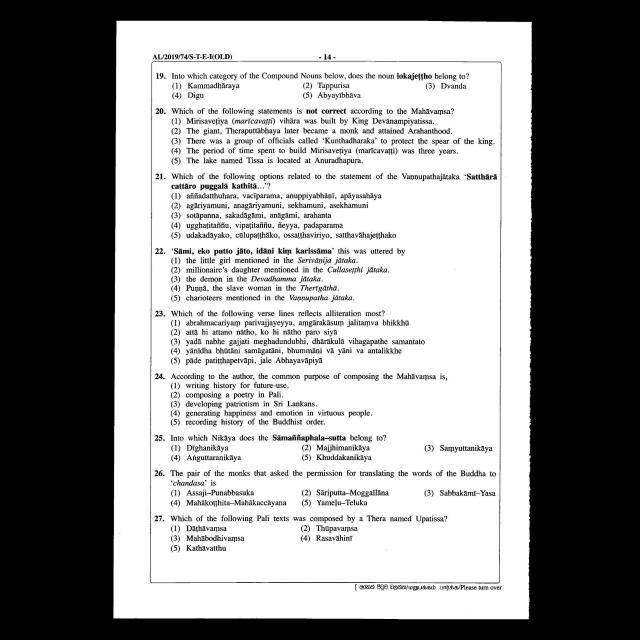 AL/2019/74/S-T-E-I(OLD) - 14 -
19. Into which category of the Compound Nouns below, does the noun lokajeṭṭho belong to?
(1) Kammadhāraya (2) Tappurisa (3) Dvanda
(4) Digu (5) Abyayībhāva
20. Which of the following statements is not correct according to the Mahāvaṃsa?
(1) Mirisaveṭiya (maricavaṭṭi) vihāra was built by King Devānampiyatissa.
(2) The giant, Theraputtābhaya later became a monk and attained Arahanthood.
(3) There was a group of officials called 'Kunthadharaka' to protect the spear of the king.
(4) The period of time spent to build Mirisaveṭiya (maricavaṭṭi) was three years.
(5) The lake named Tissa is located at Anuradhapura.
21. Which of the following options related to the statement of the Vaṇṇupathajātaka 'Satthārā
cattāro puggalā kathitā...'?
(1) aññadatthuhara, vacīparama, anuppiyabhāṇī, apāyasahāya
(2) agāriyamuni, anagāriyamuni, sekhamuni, asekhamuni
(3) sotāpanna, sakadāgāmi, anāgāmi, arahanta
(4) ugghaṭitaññu, vipaṭitaññu, ñeyya, padaparama
(5) udakadāyako, cūlupaṭṭhāko, ossaṭṭhaviriyo, satthavāhajeṭṭhako
22. 'Sāmi, eko putto jāto, idāni kiṃ karissāma' this was uttered by
(1) the little girl mentioned in the Serivāṇija jātaka.
(2) millionaire's daughter mentioned in the Cullaseṭṭhi jātaka.
(3) the demon in the Devadhamma jātaka.
(4) Puṇṇā, the slave woman in the Therīgāthā.
(5) charioteers mentioned in the Vaṇṇupatha jātaka.
23. Which of the following verse lines reflects alliteration most?
(1) abrahmacariyaṃ parivajjayeyya, aṃgārakāsuṃ jalitaṃva bhikkhū
(2) attā hi attano nātho, ko hi nātho paro siyā
(3) yadā nabhe gajjati meghadundubhi, dhārākulā vihagapathe samantato
(4) yānidha bhūtāni samāgatāni, bhummāni vā yāni va antalikkhe
(5) pāde patiṭṭhapetvāpi, jale Abhayavāpiyā
24. According to the author, the common purpose of composing the Mahāvaṃsa is,
(1) writing history for future-use.
(2) composing a poetry in Pali.
(3) developing patriotism in Sri Lankans.
(4) generating happiness and emotion in virtuous people.
(5) recording history of the Buddhist order.
25. Into which Nikāya does the Sāmaññaphala–sutta belong to?
(1) Dīghanikāya (2) Majjhimanikāya (3) Saṃyuttanikāya
(4) Aṅguttaranikāya (5) Khuddakanikāya
26. The pair of the monks that asked the permission for translating the words of the Buddha to
'chandasa' is
(1) Assaji–Punabbasuka (2) Sāriputta–Moggallāna (3) Sabbakāmī–Yasa
(4) Mahākoṭṭhita–Mahākaccāyana (5) Yameḷu–Teluka
27. Which of the following Pali texts was composed by a Thera named Upatissa?
(1) Dāṭhāvaṃsa (2) Thūpavaṃsa
(3) Mahābodhivaṃsa (4) Rasavāhinī
(5) Kathāvatthu
[ අනෙක් පිටුව බලන්න/மறுபக்கம் பார்க்க/Please turn over